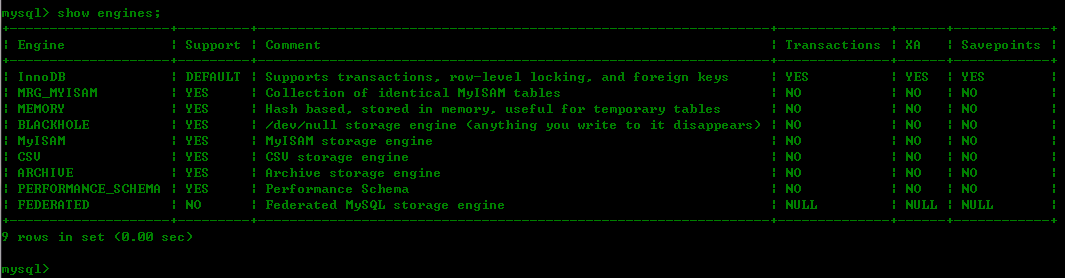 mysql> show engines;
+--------------------+---------+----------------------------------------------------------------+--------------+------+------------+
¦ Engine             ¦ Support ¦ Comment                                                        ¦ Transactions ¦ XA   ¦ Savepoints ¦
+--------------------+---------+----------------------------------------------------------------+--------------+------+------------+
¦ InnoDB             ¦ DEFAULT ¦ Supports transactions, row-level locking, and foreign keys     ¦ YES          ¦ YES  ¦ YES        ¦
¦ MRG_MYISAM         ¦ YES     ¦ Collection of identical MyISAM tables                          ¦ NO           ¦ NO   ¦ NO         ¦
¦ MEMORY             ¦ YES     ¦ Hash based, stored in memory, useful for temporary tables      ¦ NO           ¦ NO   ¦ NO         ¦
¦ BLACKHOLE          ¦ YES     ¦ /dev/null storage engine (anything you write to it disappears) ¦ NO           ¦ NO   ¦ NO         ¦
¦ MyISAM             ¦ YES     ¦ MyISAM storage engine                                          ¦ NO           ¦ NO   ¦ NO         ¦
¦ CSV                ¦ YES     ¦ CSV storage engine                                             ¦ NO           ¦ NO   ¦ NO         ¦
¦ ARCHIVE            ¦ YES     ¦ Archive storage engine                                         ¦ NO           ¦ NO   ¦ NO         ¦
¦ PERFORMANCE_SCHEMA ¦ YES     ¦ Performance Schema                                             ¦ NO           ¦ NO   ¦ NO         ¦
¦ FEDERATED          ¦ NO      ¦ Federated MySQL storage engine                                 ¦ NULL         ¦ NULL ¦ NULL       ¦
+--------------------+---------+----------------------------------------------------------------+--------------+------+------------+
9 rows in set (0.00 sec)
mysql>